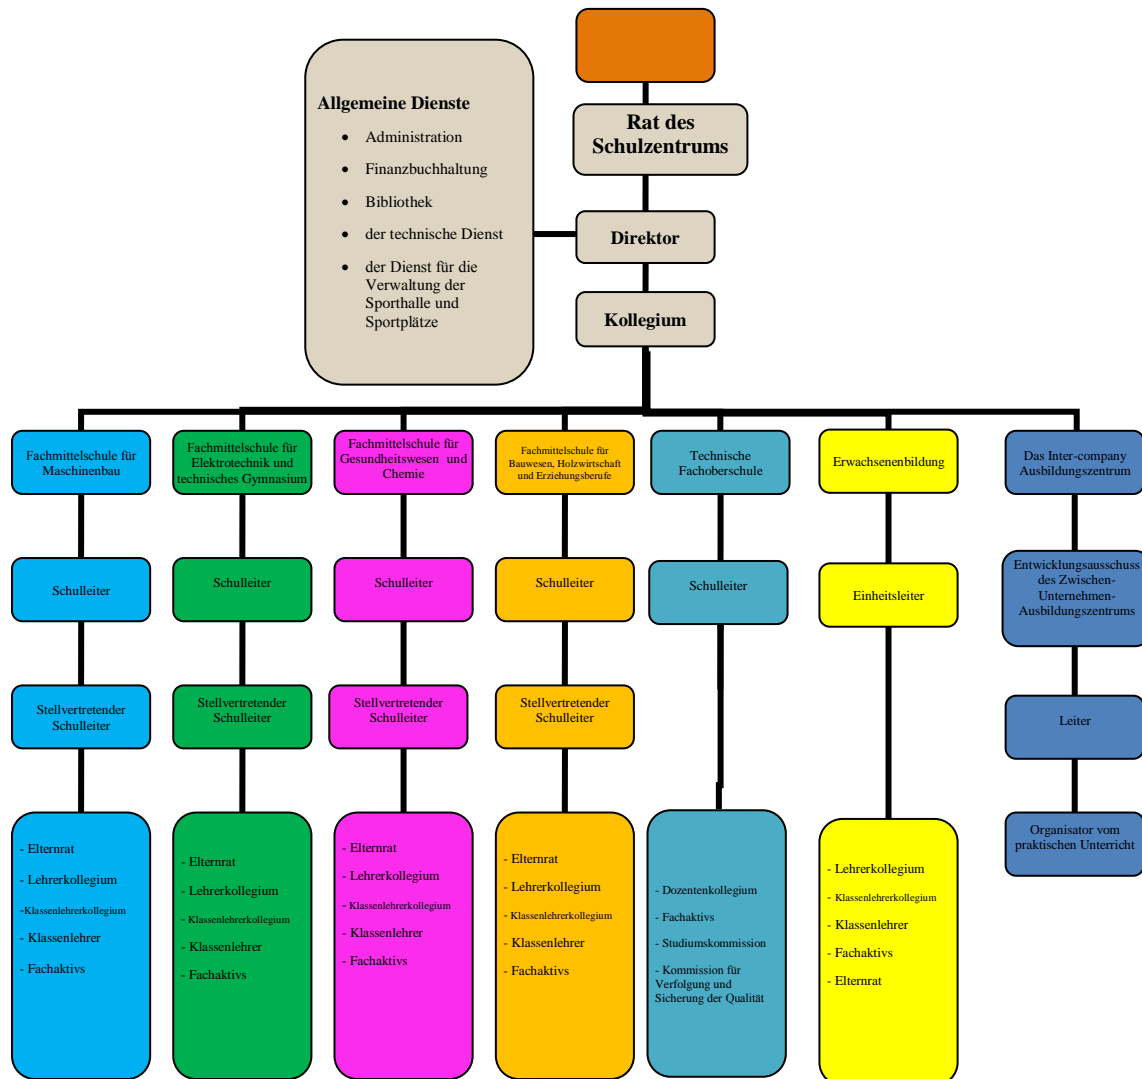 Allgemeine Dienste
• Administration
• Finanzbuchhaltung
• Bibliothek
• der technische Dienst
• der Dienst für die
Verwaltung der
Sporthalle und
Sportplätze
Rat des
Schulzentrums
Direktor
Kollegium
Fachmittelschule für
Maschinenbau
Fachmittelschule für
Elektrotechnik und
technisches Gymnasium
Fachmittelschule für
Gesundheitswesen und
Chemie
Fachmittelschule für
Bauwesen, Holzwirtschaft
und Erziehungsberufe
Technische
Fachoberschule
Erwachsenenbildung
Das Inter-company
Ausbildungszentrum
Schulleiter
Schulleiter
Schulleiter
Schulleiter
Schulleiter
Einheitsleiter
Entwicklungsausschuss
des Zwischen-
Unternehmen-
Ausbildungszentrums
Stellvertretender
Schulleiter
Stellvertretender
Schulleiter
Stellvertretender
Schulleiter
Stellvertretender
Schulleiter
Leiter
- Elternrat
- Lehrerkollegium
-Klassenlehrerkollegium
- Klassenlehrer
- Fachaktivs
- Elternrat
- Lehrerkollegium
- Klassenlehrerkollegium
- Klassenlehrer
- Fachaktivs
- Elternrat
- Lehrerkollegium
- Klassenlehrerkollegium
- Klassenlehrer
- Fachaktivs
- Elternrat
- Lehrerkollegium
- Klassenlehrerkollegium
- Klassenlehrer
- Fachaktivs
- Dozentenkollegium
- Fachaktivs
- Studiumskommission
- Kommission für
Verfolgung und
Sicherung der Qualität
- Lehrerkollegium
- Klassenlehrerkollegium
- Klassenlehrer
- Fachaktivs
- Elternrat
Organisator vom
praktischen Unterricht